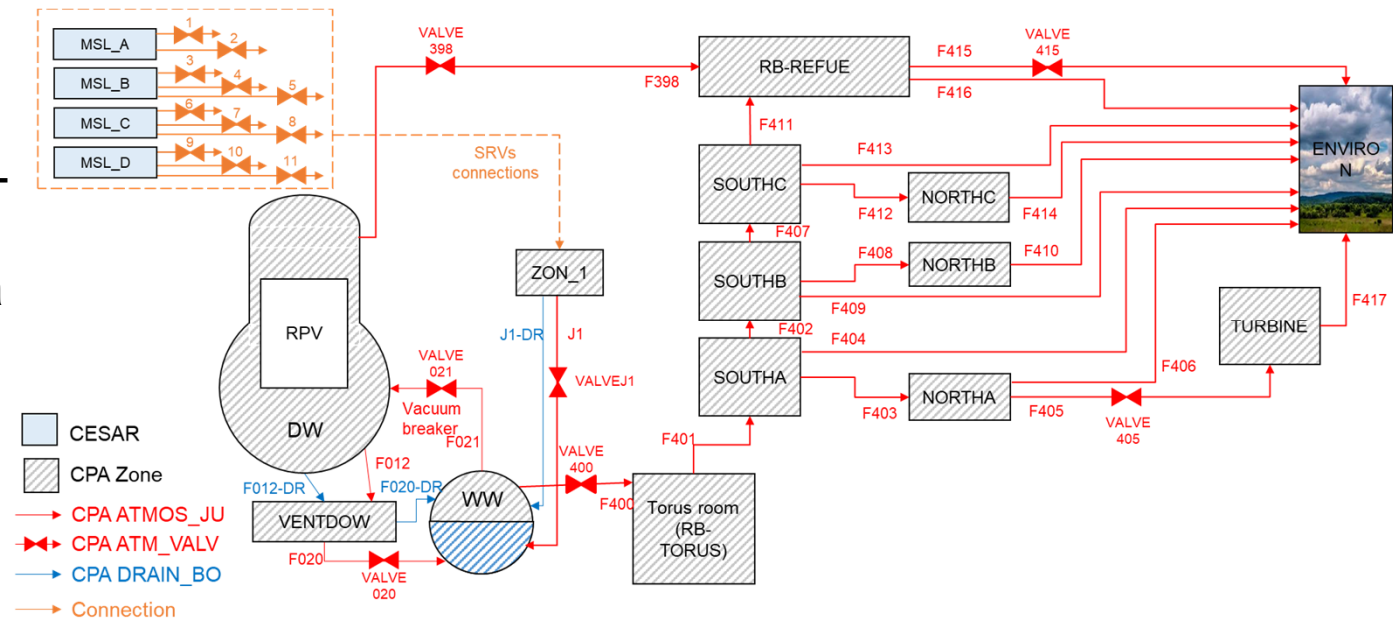 MSL_A
1
2
MSL_B
3
4
5
MSL_C
6
7
8
MSL_D
9
10
11
SRVs
connections
VALVE
398
F398
RB-REFUE
F415
VALVE
415
F416
F411
F413
ENVIRO
N
SOUTHC
F412
NORTHC
F414
F407
SOUTHB
F408
NORTHB
F410
F409
F402
F404
SOUTHA
F403
NORTHA
F405
F406
VALVE
405
TURBINE
F417
ZON_1
J1-DR
J1
VALVEJ1
RPV
DW
VALVE
021
Vacuum
breaker
F021
F012
F012-DR
F020-DR
VENTDOW
F020
VALVE
020
WW
VALVE
400
F400
F401
Torus room
(RB-
TORUS)
CESAR
CPA Zone
CPA ATMOS_JU
CPA ATM_VALV
CPA DRAIN_BO
Connection